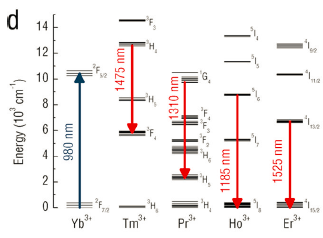 d
Energy (10³ cm⁻¹)
14
12
10
8
6
4
2
0
²F₅/₂
980 nm
²F₇/₂
Yb³⁺
³F₃
³H₄
1475 nm
³H₅
³F₄
³H₆
Tm³⁺
¹G₄
1310 nm
³F₄
³F₃
³F₂
³H₆
³H₅
³H₄
Pr³⁺
⁵I₄
⁵I₅
⁵I₆
⁵I₇
1185 nm
⁵I₈
Ho³⁺
⁴I₉/₂
⁴I₁₁/₂
⁴I₁₃/₂
1525 nm
⁴I₁₅/₂
Er³⁺